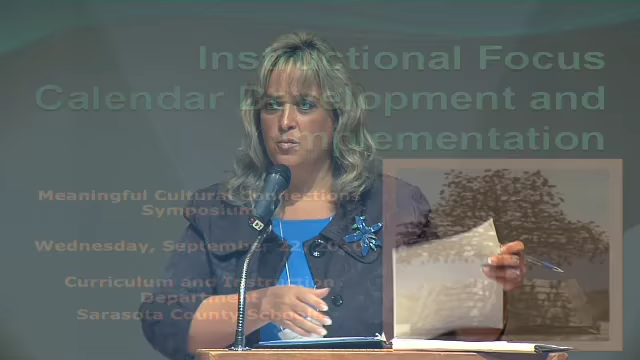 Instructional Focus
Calendar Development and
Implementation
Meaningful Cultural Connections
Symposium
Wednesday, September 22,
Curriculum and Instruction
Department
Sarasota County Schools